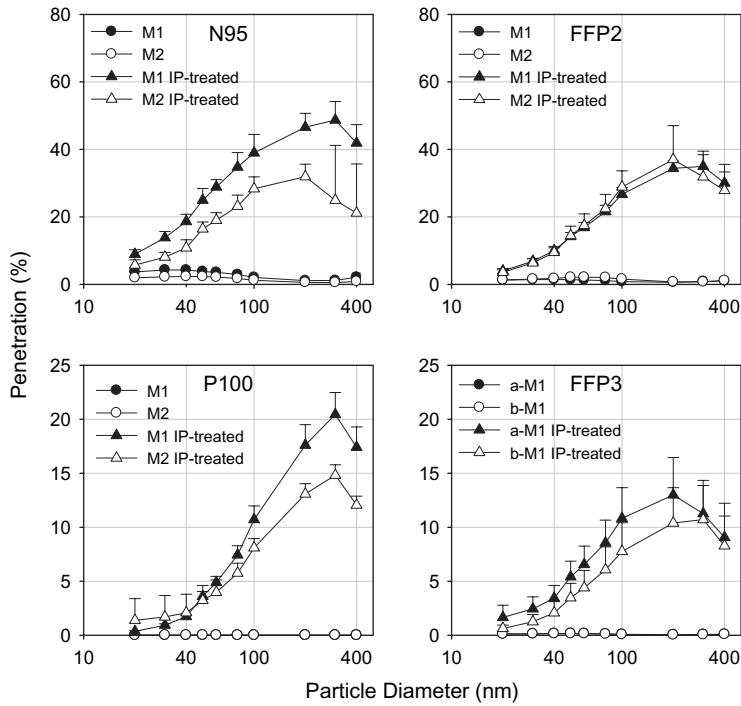 N95
M1
M2
M1 IP-treated
M2 IP-treated
80
60
40
20
0
10
40
100
400
FFP2
M1
M2
M1 IP-treated
M2 IP-treated
80
60
40
20
0
10
40
100
400
P100
M1
M2
M1 IP-treated
M2 IP-treated
25
20
15
10
5
0
10
40
100
400
FFP3
a-M1
b-M1
a-M1 IP-treated
b-M1 IP-treated
25
20
15
10
5
0
10
40
100
400
Penetration (%)
Particle Diameter (nm)